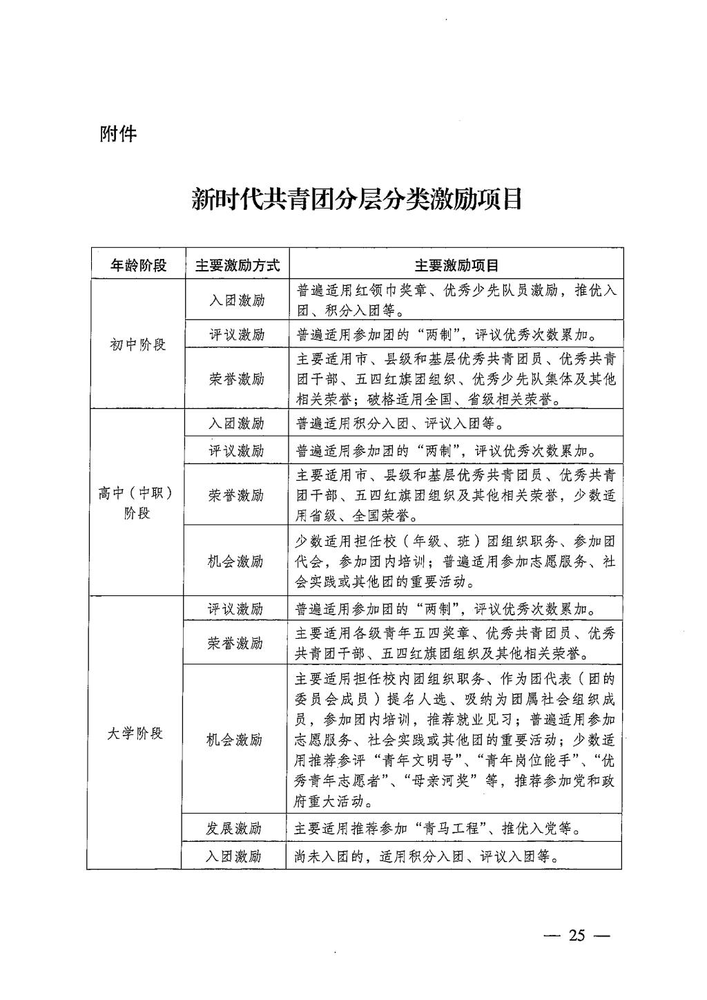 附件
新时代共青团分层分类激励项目
年龄阶段 主要激励方式 主要激励项目
初中阶段
入团激励
普遍适用红领巾奖章、优秀少先队员激励，推优入
团、积分入团等。
评议激励
普遍适用参加团的“两制”，评议优秀次数累加。
荣誉激励
主要适用市、县级和基层优秀共青团员、优秀共青
团干部、五四红旗团组织、优秀少先队集体及其他
相关荣誉；破格适用全国、省级相关荣誉。
高中（中职）
阶段
入团激励
普遍适用积分入团、评议入团等。
评议激励
普遍适用参加团的“两制”，评议优秀次数累加。
荣誉激励
主要适用市、县级和基层优秀共青团员、优秀共青
团干部、五四红旗团组织及其他相关荣誉，少数适
用省级、全国荣誉。
机会激励
少数适用担任校（年级、班）团组织职务、参加团
代会，参加团内培训；普遍适用参加志愿服务、社
会实践或其他团的重要活动。
大学阶段
评议激励
普遍适用参加团的“两制”，评议优秀次数累加。
荣誉激励
主要适用各级青年五四奖章、优秀共青团员、优秀
共青团干部、五四红旗团组织及其他相关荣誉。
机会激励
主要适用担任校内团组织职务、作为团代表（团的
委员会成员）提名人选、吸纳为团属社会组织成
员，参加团内培训，推荐就业见习；普遍适用参加
志愿服务、社会实践或其他团的重要活动；少数适
用推荐参评“青年文明号”、“青年岗位能手”、“优
秀青年志愿者”、“母亲河奖”等，推荐参加党和政
府重大活动。
发展激励
主要适用推荐参加“青马工程”、推优入党等。
入团激励
尚未入团的，适用积分入团、评议入团等。
— 25 —